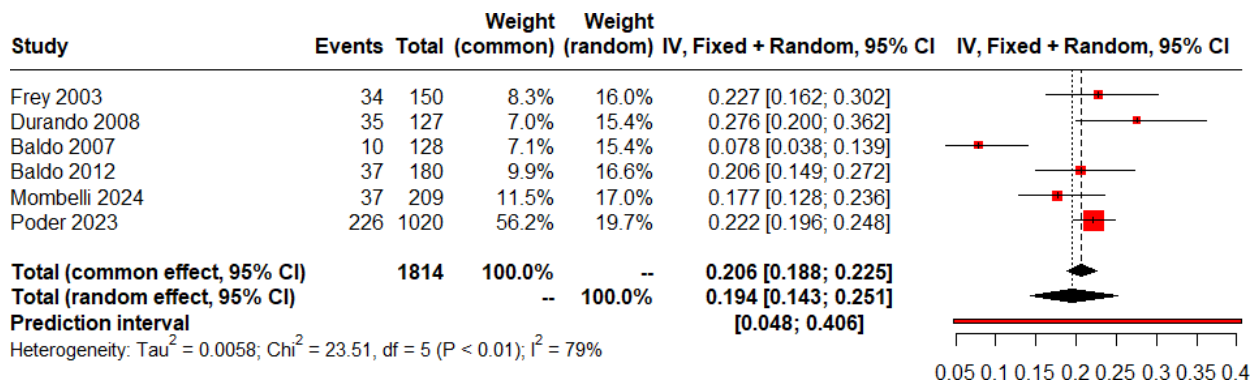 Weight Weight
Study Events Total (common) (random) IV, Fixed + Random, 95% CI IV, Fixed + Random, 95% CI
Frey 2003 34 150 8.3% 16.0% 0.227 [0.162; 0.302]
Durando 2008 35 127 7.0% 15.4% 0.276 [0.200; 0.362]
Baldo 2007 10 128 7.1% 15.4% 0.078 [0.038; 0.139]
Baldo 2012 37 180 9.9% 16.6% 0.206 [0.149; 0.272]
Mombelli 2024 37 209 11.5% 17.0% 0.177 [0.128; 0.236]
Poder 2023 226 1020 56.2% 19.7% 0.222 [0.196; 0.248]
Total (common effect, 95% CI) 1814 100.0% -- 0.206 [0.188; 0.225]
Total (random effect, 95% CI) -- 100.0% 0.194 [0.143; 0.251]
Prediction interval [0.048; 0.406]
Heterogeneity: Tau² = 0.0058; Chi² = 23.51, df = 5 (P < 0.01); I² = 79%
0.05 0.1 0.15 0.2 0.25 0.3 0.35 0.4